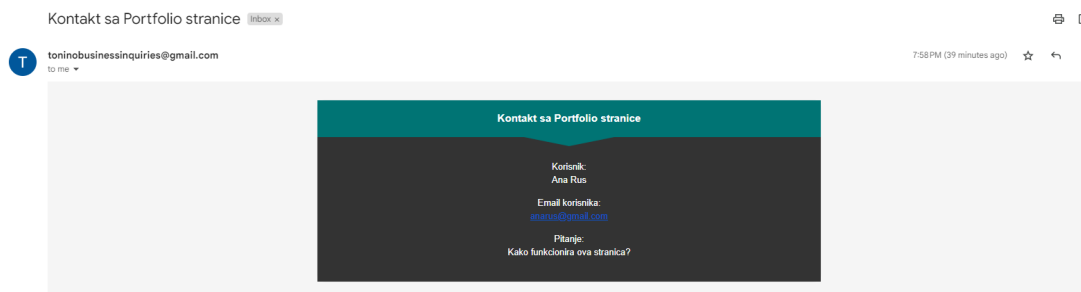 Kontakt sa Portfolio stranice Inbox x
T
toninobusinessinquiries@gmail.com
7:58 PM (39 minutes ago)
to me
Kontakt sa Portfolio stranice
Korisnik:
Ana Rus
Email korisnika:
anarus@gmail.com
Pitanje:
Kako funkcionira ova stranica?